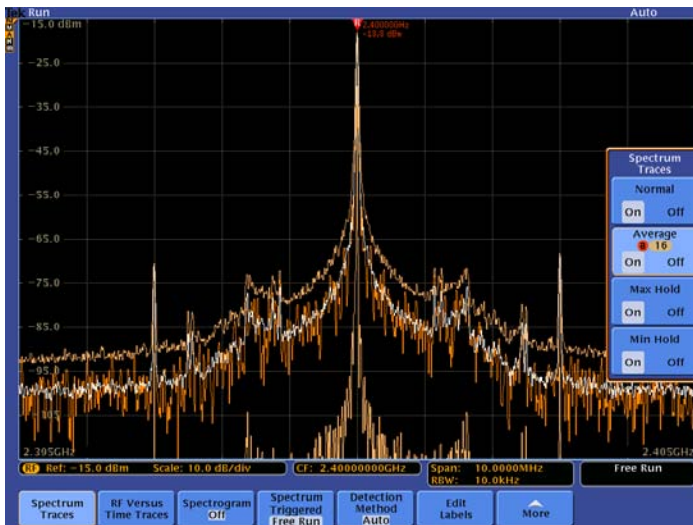 Tek Run Auto
-15.0 dBm
R 2.40000GHz
-25.0
-35.0
-45.0
-55.0
-65.0
-75.0
-85.0
-95.0
2.395GHz 2.405GHz
Spectrum
Traces
Normal
On Off
Average
a 16
On Off
Max Hold
On Off
Min Hold
On Off
RF Ref: -15.0 dBm Scale: 10.0 dB/div
CF: 2.40000000GHz
Span: 10.0000MHz
RBW: 10.0kHz
Free Run
Spectrum
Traces
RF Versus
Time Traces
Spectrogram
Off
Spectrum
Triggered
Free Run
Detection
Method
Auto
Edit
Labels
More